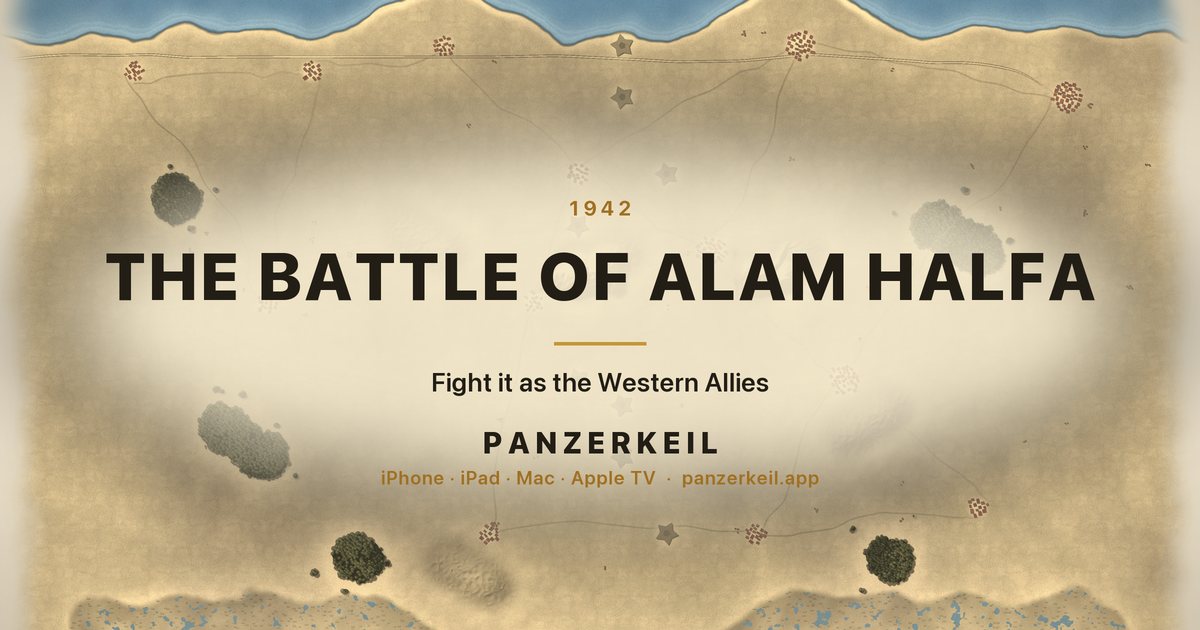 1942
THE BATTLE OF ALAM HALFA
Fight it as the Western Allies
PANZERKEIL
iPhone · iPad · Mac · Apple TV · panzerkeil.app